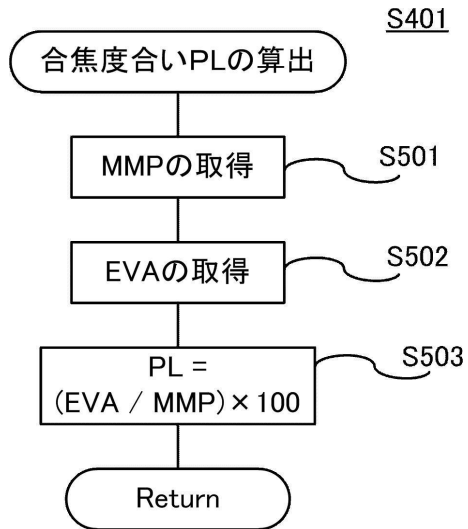 S401
合焦度合いPLの算出
MMPの取得
S501
EVAの取得
S502
PL =
(EVA / MMP)×100
S503
Return